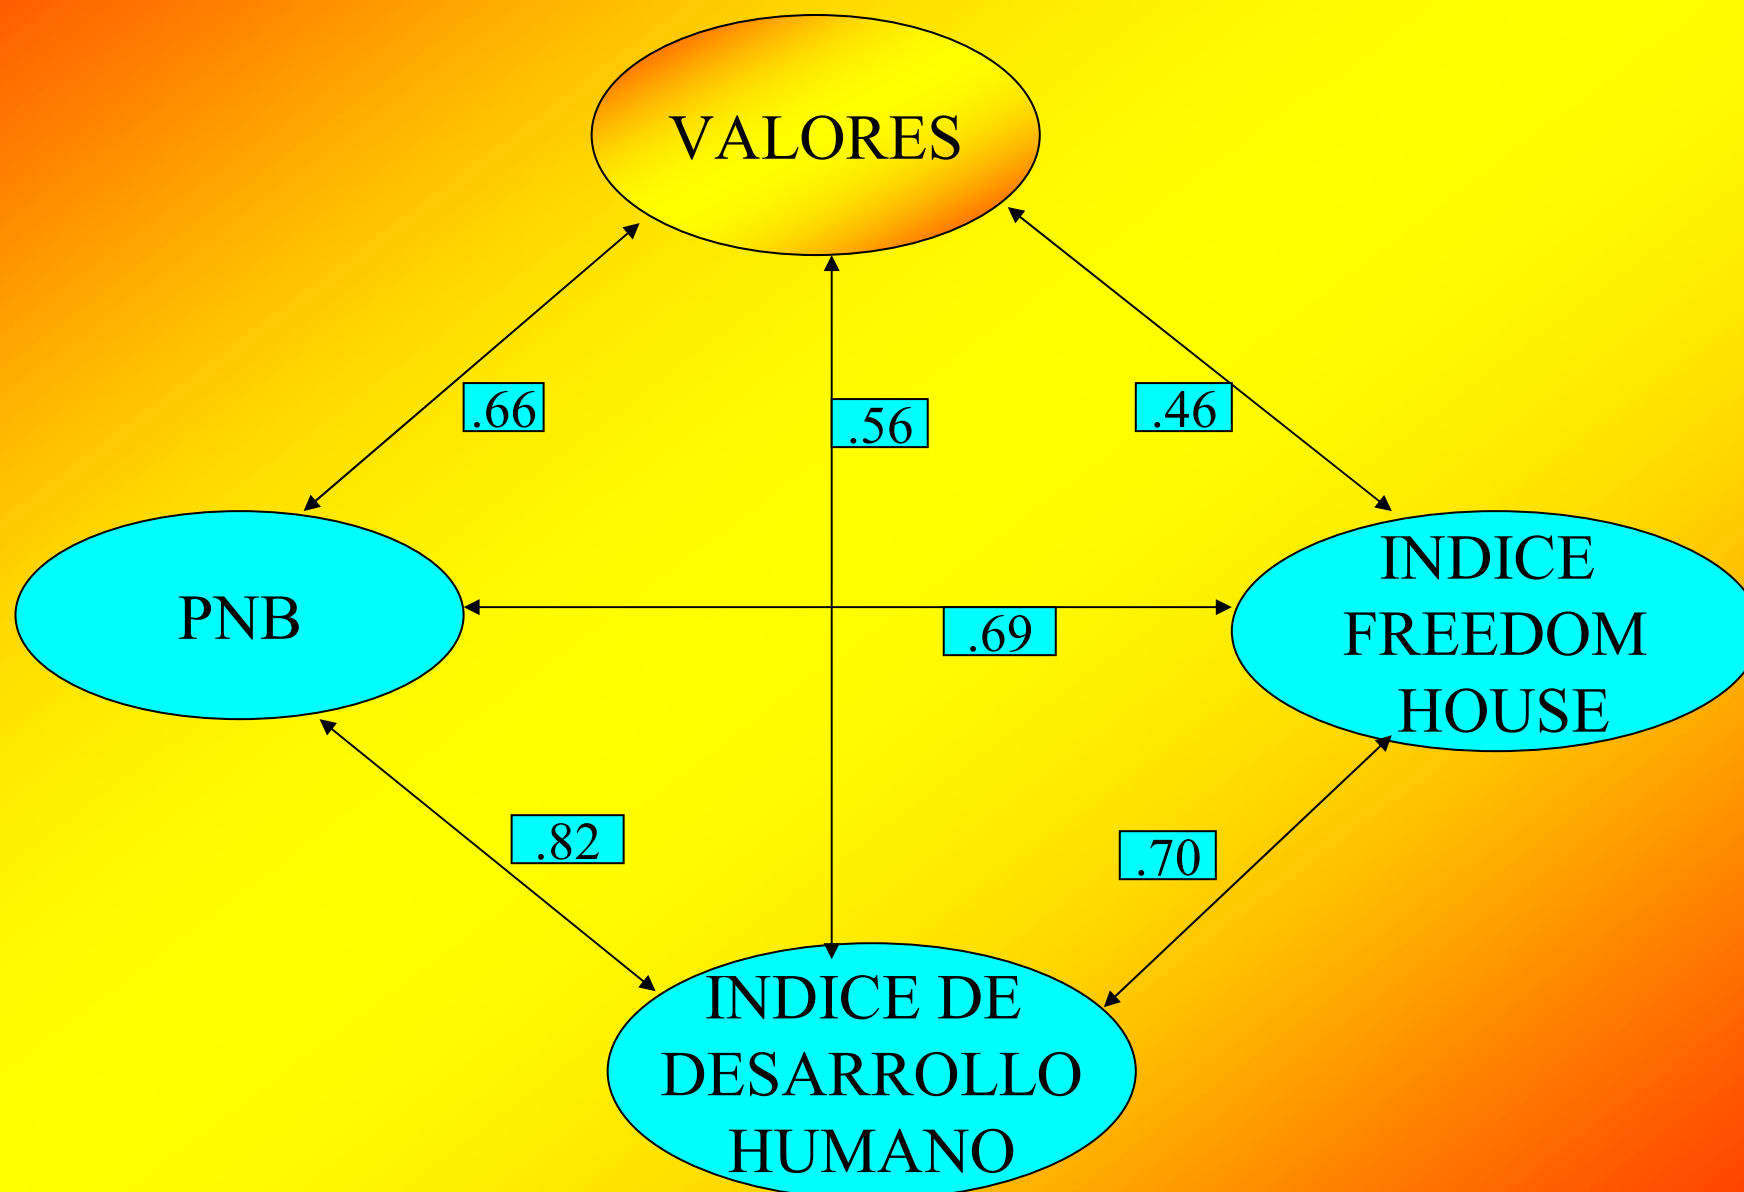 VALORES
.66
.56
.46
PNB
INDICE
FREEDOM
HOUSE
.69
.82
.70
INDICE DE
DESARROLLO
HUMANO